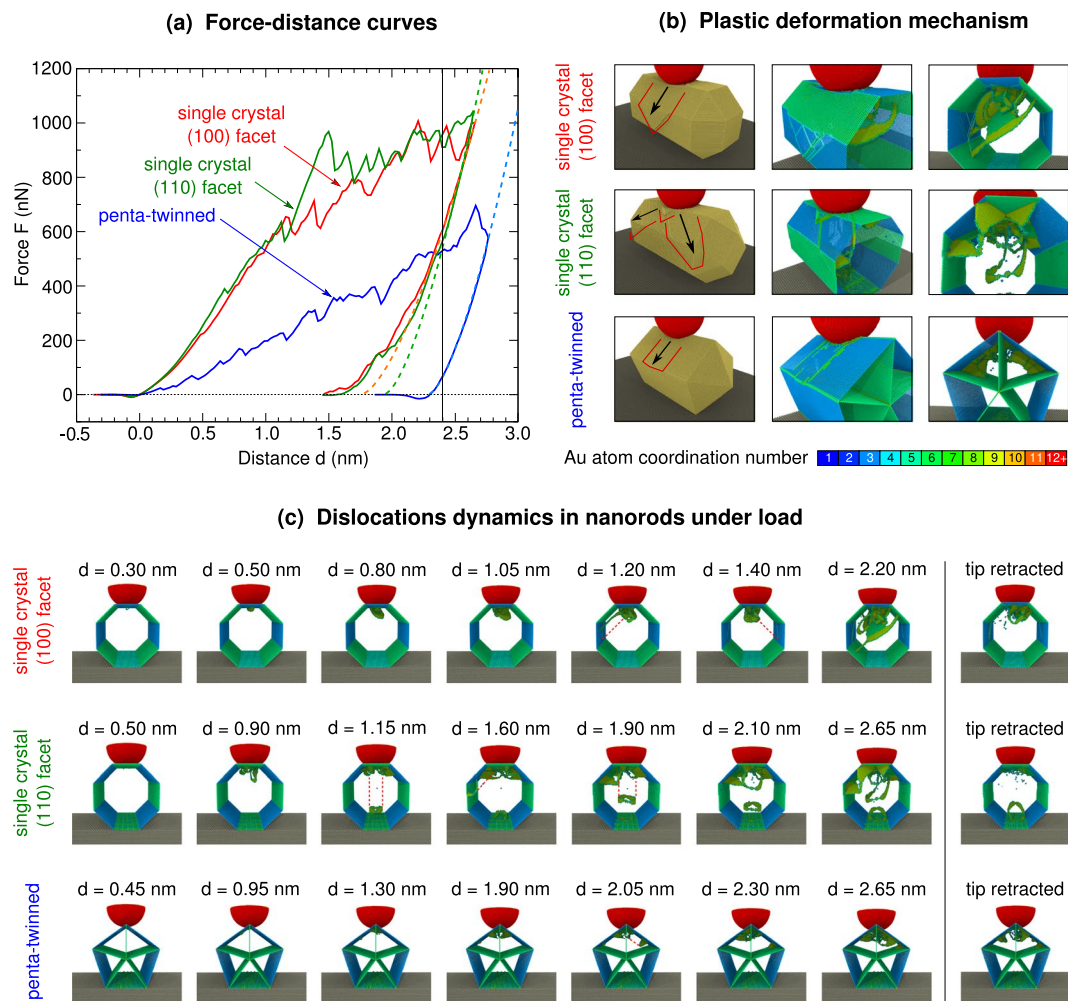 (a) Force-distance curves
1200
1000
800
600
400
200
0
Force F (nN)
-0.5 0.0 0.5 1.0 1.5 2.0 2.5 3.0
Distance d (nm)
single crystal
(100) facet
single crystal
(110) facet
penta-twinned
(b) Plastic deformation mechanism
single crystal
(100) facet
single crystal
(110) facet
penta-twinned
Au atom coordination number 1 2 3 4 5 6 7 8 9 10 11 12+
(c) Dislocations dynamics in nanorods under load
single crystal
(100) facet
d = 0.30 nm d = 0.50 nm d = 0.80 nm d = 1.05 nm d = 1.20 nm d = 1.40 nm d = 2.20 nm tip retracted
single crystal
(110) facet
d = 0.50 nm d = 0.90 nm d = 1.15 nm d = 1.60 nm d = 1.90 nm d = 2.10 nm d = 2.65 nm tip retracted
penta-twinned
d = 0.45 nm d = 0.95 nm d = 1.30 nm d = 1.90 nm d = 2.05 nm d = 2.30 nm d = 2.65 nm tip retracted